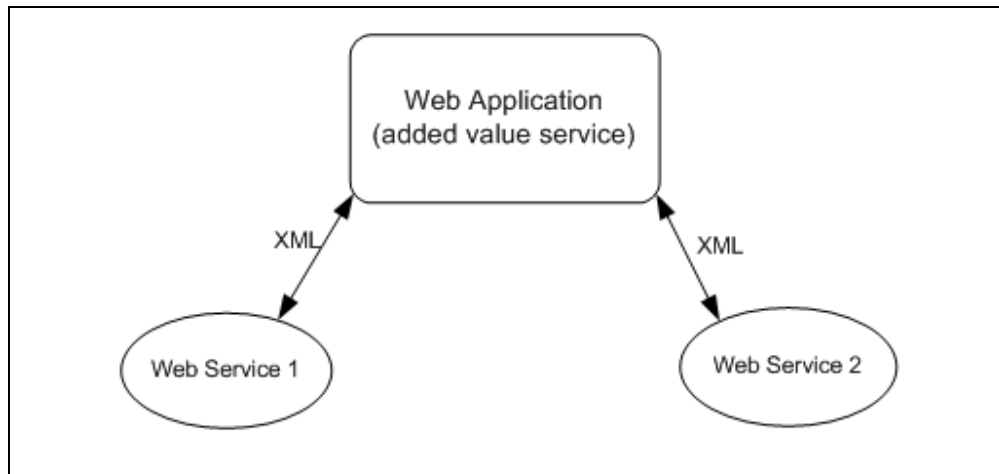 Web Application
(added value service)
XML
XML
Web Service 1
Web Service 2